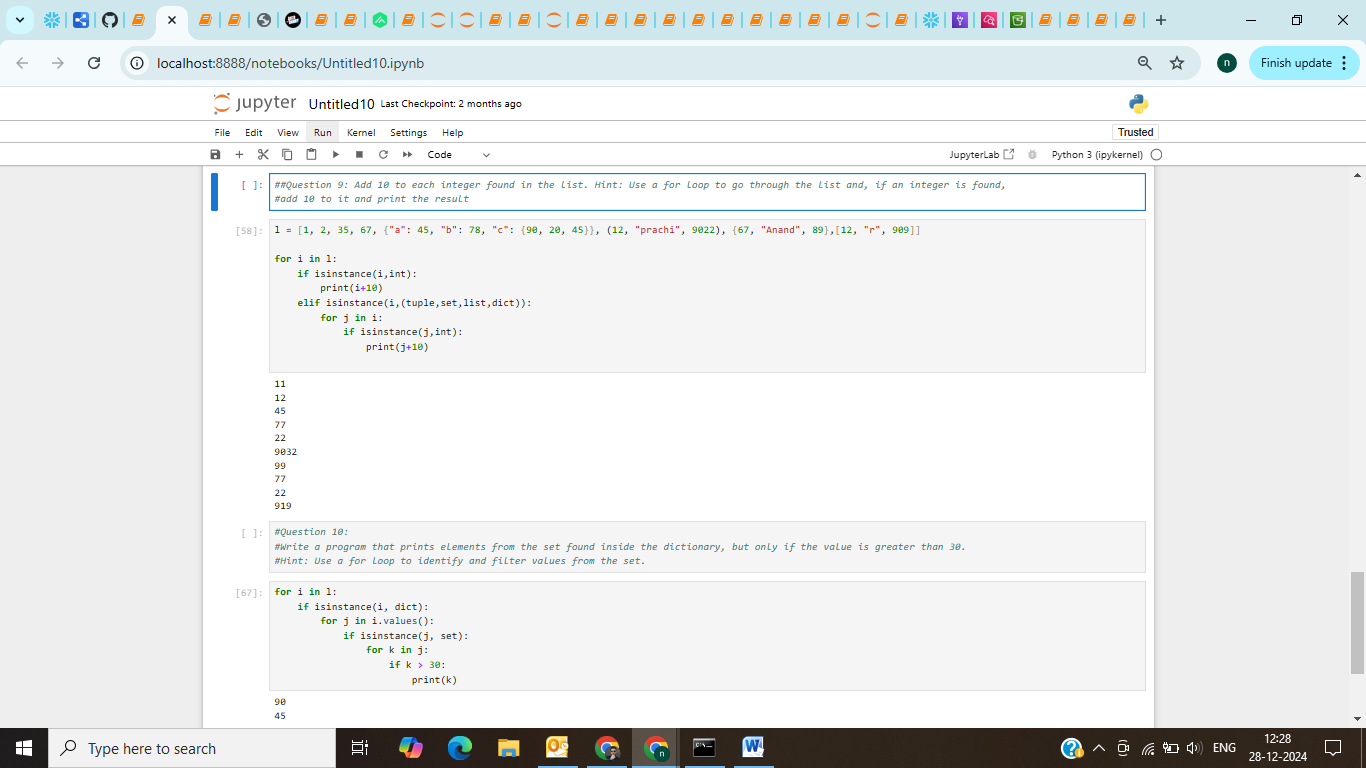 localhost:8888/notebooks/Untitled10.ipynb
n
Finish update
jupyter Untitled10 Last Checkpoint: 2 months ago
File Edit View Run Kernel Settings Help
Trusted
Code
JupyterLab
Python 3 (ipykernel)
[ ]: ##Question 9: Add 10 to each integer found in the list. Hint: Use a for loop to go through the list and, if an integer is found,
#add 10 to it and print the result
[58]: l = [1, 2, 35, 67, {"a": 45, "b": 78, "c": {90, 20, 45}}, (12, "prachi", 9022), {67, "Anand", 89},[12, "r", 909]]
for i in l:
    if isinstance(i,int):
        print(i+10)
    elif isinstance(i,(tuple,set,list,dict)):
        for j in i:
            if isinstance(j,int):
                print(j+10)
11
12
45
77
22
9032
99
77
22
919
[ ]: #Question 10:
#Write a program that prints elements from the set found inside the dictionary, but only if the value is greater than 30.
#Hint: Use a for loop to identify and filter values from the set.
[67]: for i in l:
    if isinstance(i, dict):
        for j in i.values():
            if isinstance(j, set):
                for k in j:
                    if k > 30:
                        print(k)
90
45
Type here to search
n
ENG
12:28
28-12-2024